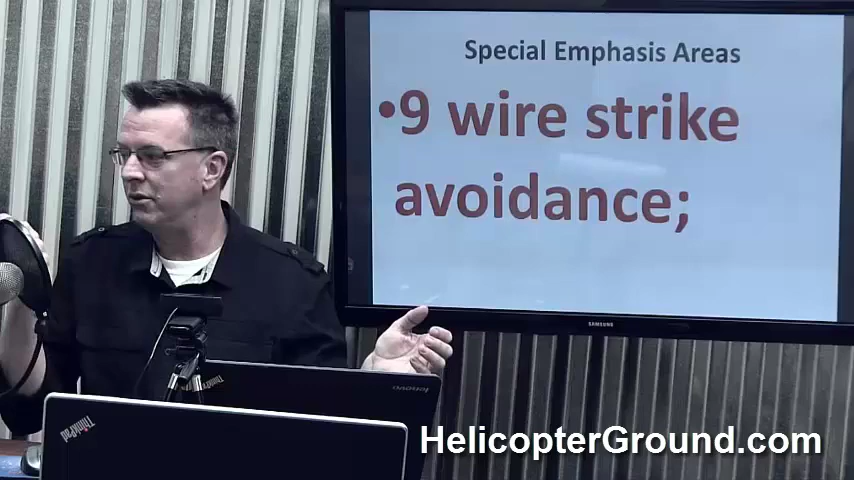 Special Emphasis Areas
•9 wire strike
avoidance;
SAMSUNG
lenovo
ThinkPad
ThinkPad
HelicopterGround.com